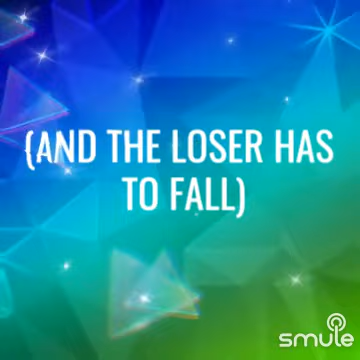 (AND THE LOSER HAS
TO FALL)
smule